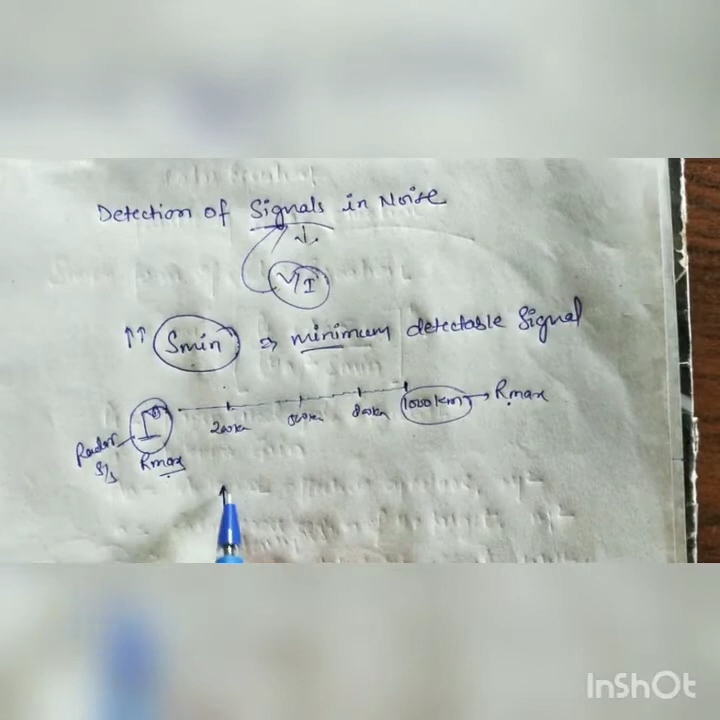 Detection of Signals in Noise
V/I
↑↑ Smin ⇒ minimum detectable Signal
200km 800km 1000km → Rmax
Radar Rmax
S/s
InShOt